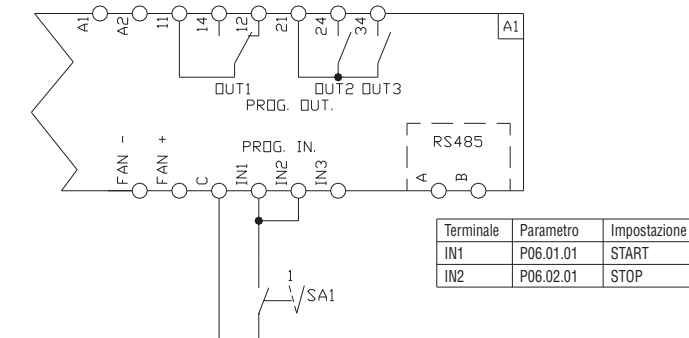 A1 A2 11 14 12 21 24 34 A1
OUT1 OUT2 OUT3
PROG. OUT.
PROG. IN. RS485
FAN - FAN + C IN1 IN2 IN3 A B
Terminale Parametro Impostazione
IN1 P06.01.01 START
IN2 P06.02.01 STOP
1
SA1